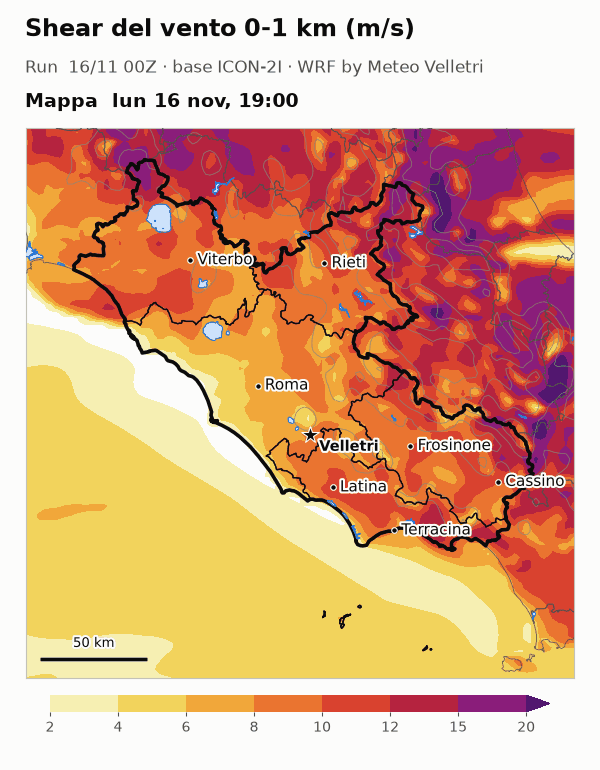 Shear del vento 0-1 km (m/s)
Run  16/11 00Z · base ICON-2I · WRF by Meteo Velletri
Mappa  lun 16 nov, 19:00
Viterbo
Rieti
Roma
Velletri
Frosinone
Cassino
Latina
Terracina
50 km
2 4 6 8 10 12 15 20